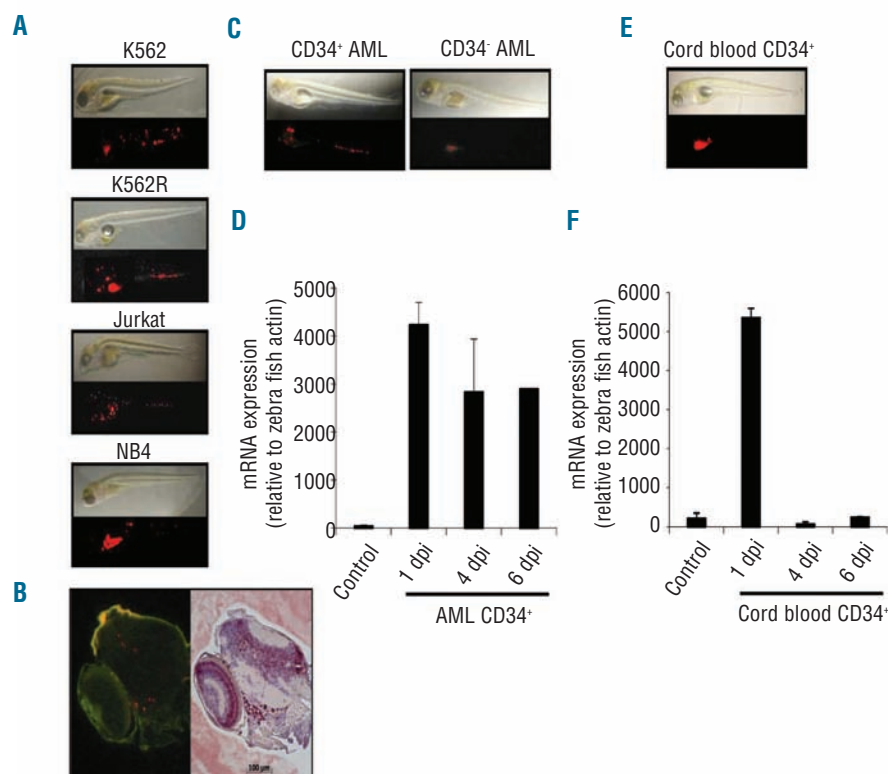 A
K562
K562R
Jurkat
NB4
B
100 µm
C
CD34+ AML
CD34- AML
D
mRNA expression
(relative to zebra fish actin)
5000
4000
3000
2000
1000
0
Control
1 dpi
4 dpi
6 dpi
AML CD34+
E
Cord blood CD34+
F
mRNA expression
(relative to zebra fish actin)
6000
5000
4000
3000
2000
1000
0
Control
1 dpi
4 dpi
6 dpi
Cord blood CD34+